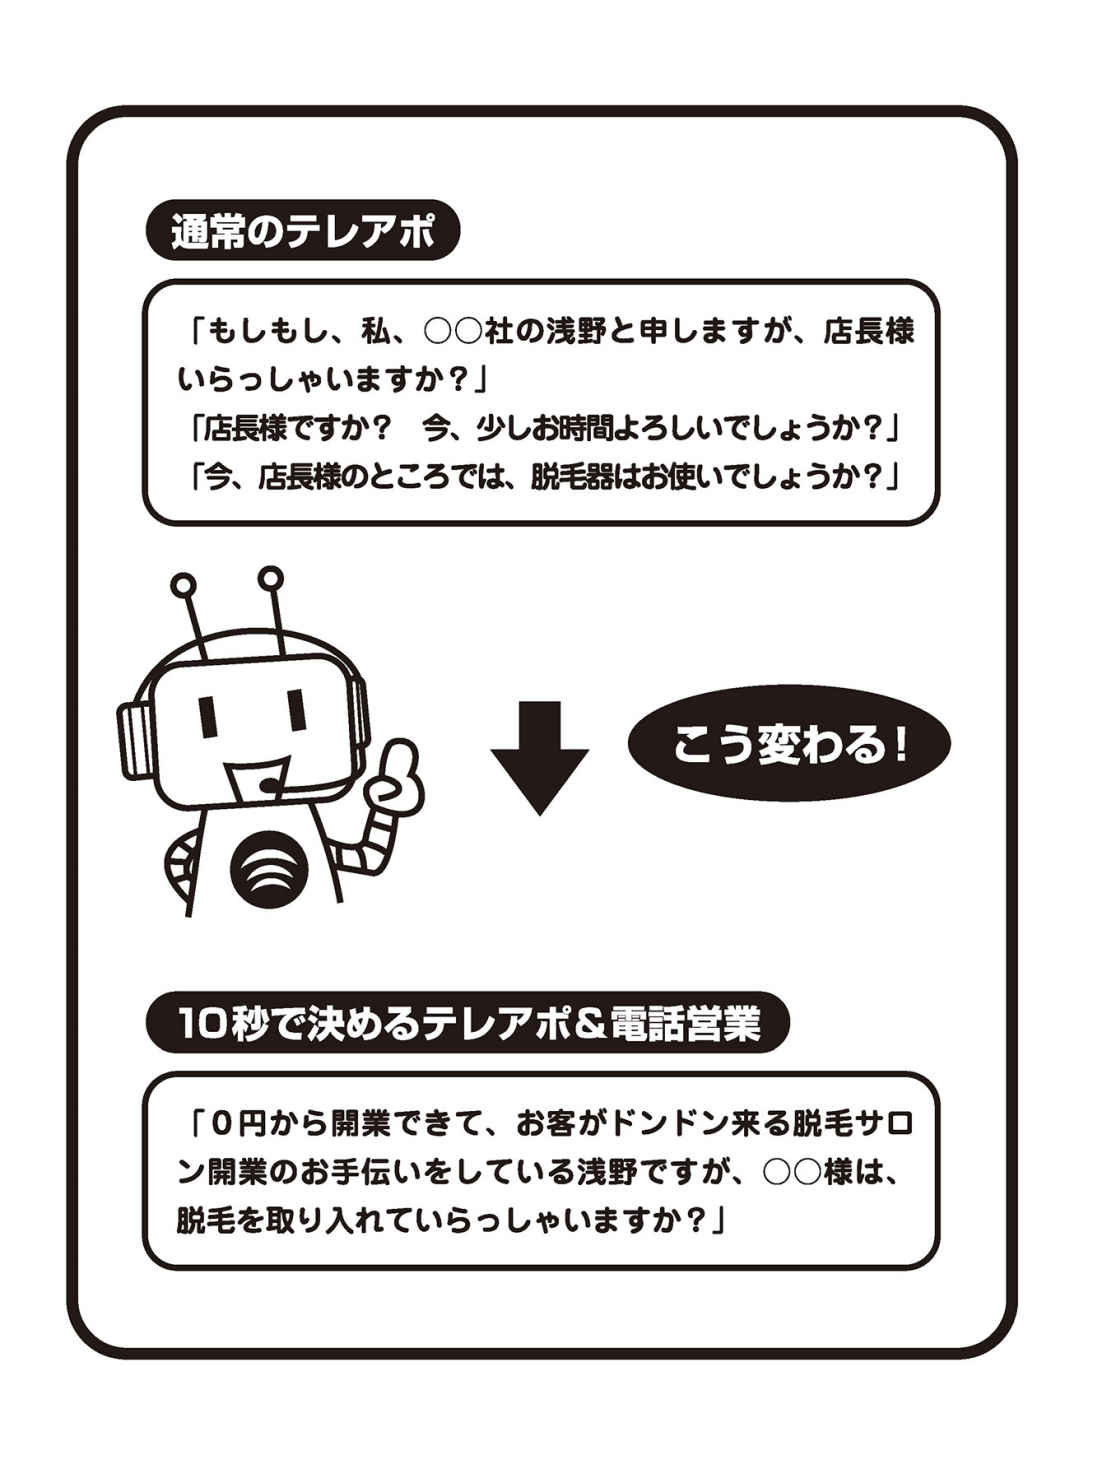 通常のテレアポ
「もしもし、私、○○社の浅野と申しますが、店長様
いらっしゃいますか？」
「店長様ですか？　今、少しお時間よろしいでしょうか？」
「今、店長様のところでは、脱毛器はお使いでしょうか？」
こう変わる！
10秒で決めるテレアポ＆電話営業
「０円から開業できて、お客がドンドン来る脱毛サロ
ン開業のお手伝いをしている浅野ですが、○○様は、
脱毛を取り入れていらっしゃいますか？」